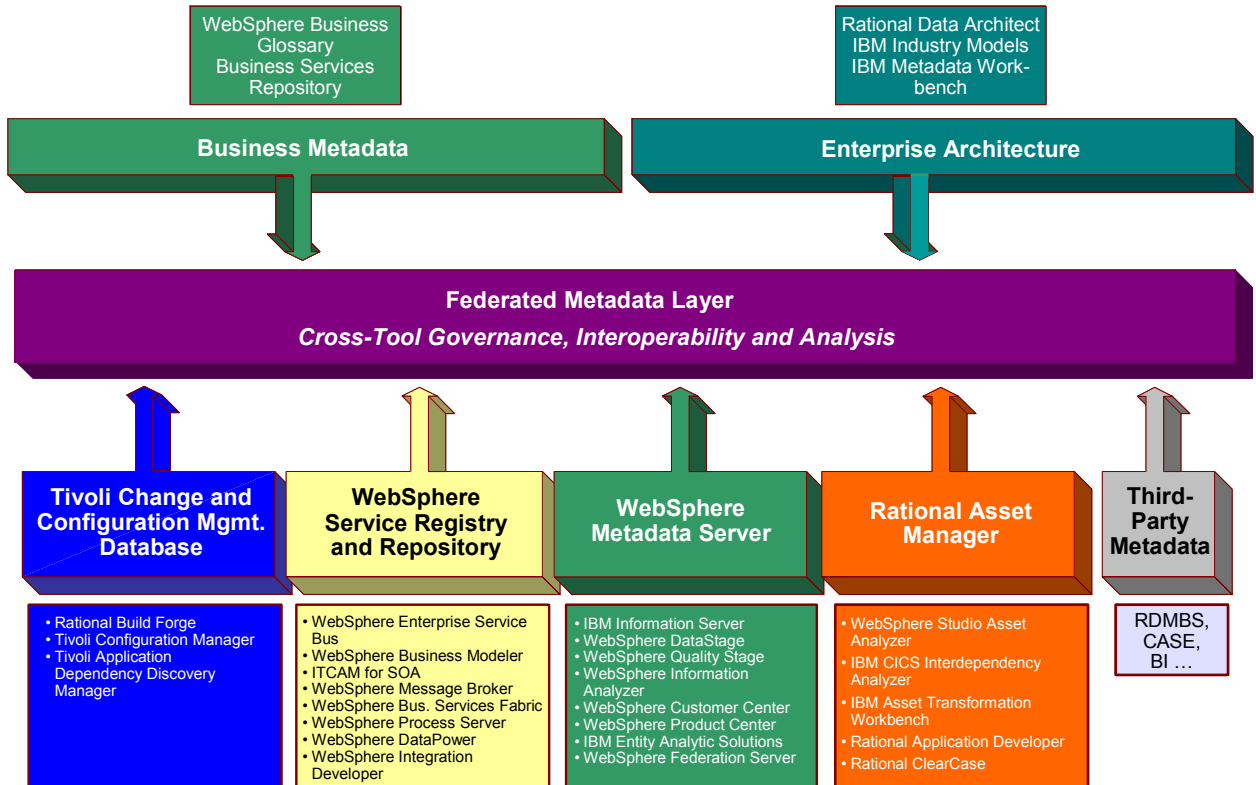 WebSphere Business
Glossary
Business Services
Repository
Rational Data Architect
IBM Industry Models
IBM Metadata Work-
bench
Business Metadata
Enterprise Architecture
Federated Metadata Layer
Cross-Tool Governance, Interoperability and Analysis
Tivoli Change and
Configuration Mgmt.
Database
WebSphere
Service Registry
and Repository
WebSphere
Metadata Server
Rational Asset
Manager
Third-
Party
Metadata
• Rational Build Forge
• Tivoli Configuration Manager
• Tivoli Application
Dependency Discovery
Manager
• WebSphere Enterprise Service
Bus
• WebSphere Business Modeler
• ITCAM for SOA
• WebSphere Message Broker
• WebSphere Bus. Services Fabric
• WebSphere Process Server
• WebSphere DataPower
• WebSphere Integration
Developer
• IBM Information Server
• WebSphere DataStage
• WebSphere Quality Stage
• WebSphere Information
Analyzer
• WebSphere Customer Center
• WebSphere Product Center
• IBM Entity Analytic Solutions
• WebSphere Federation Server
• WebSphere Studio Asset
Analyzer
• IBM CICS Interdependency
Analyzer
• IBM Asset Transformation
Workbench
• Rational Application Developer
• Rational ClearCase
RDMBS,
CASE,
BI ...